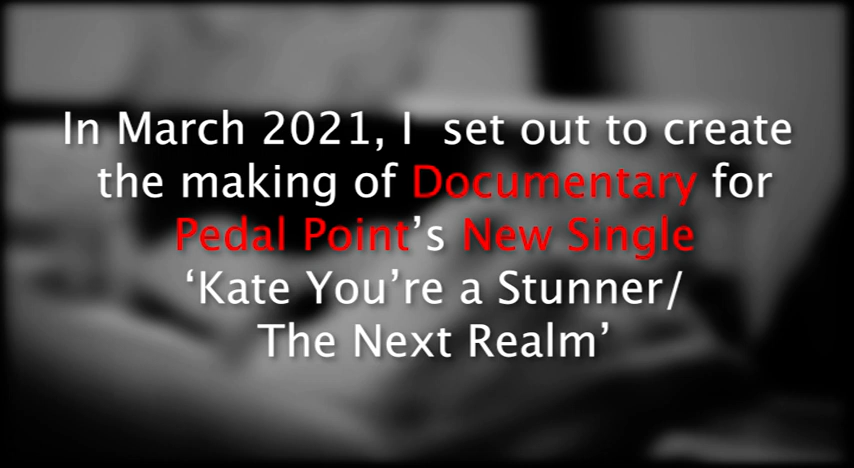 In March 2021, I  set out to create
the making of Documentary for
Pedal Point’s New Single
‘Kate You’re a Stunner/
The Next Realm’